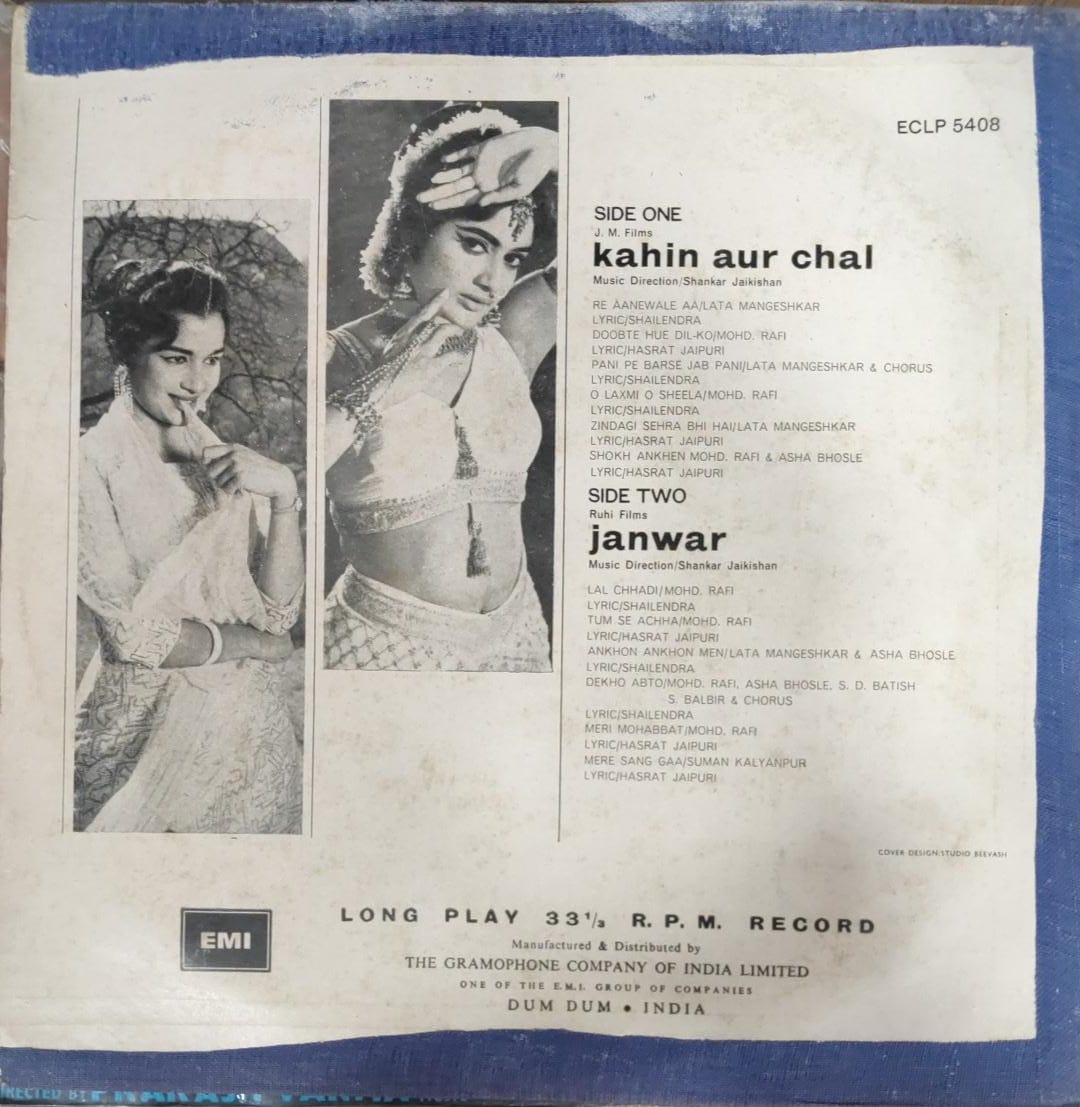 ECLP 5408
SIDE ONE
J. M. Films
kahin aur chal
Music Direction/Shankar Jaikishan
RE AANEWALE AA/LATA MANGESHKAR
LYRIC/SHAILENDRA
DOOBTE HUE DIL-KO/MOHD. RAFI
LYRIC/HASRAT JAIPURI
PANI PE BARSE JAB PANI/LATA MANGESHKAR & CHORUS
LYRIC/SHAILENDRA
O LAXMI O SHEELA/MOHD. RAFI
LYRIC/SHAILENDRA
ZINDAGI SEHRA BHI HAI/LATA MANGESHKAR
LYRIC/HASRAT JAIPURI
SHOKH ANKHEN MOHD. RAFI & ASHA BHOSLE
LYRIC/HASRAT JAIPURI
SIDE TWO
Ruhi Films
janwar
Music Direction/Shankar Jaikishan
LAL CHHADI/MOHD. RAFI
LYRIC/SHAILENDRA
TUM SE ACHHA/MOHD. RAFI
LYRIC/HASRAT JAIPURI
ANKHON ANKHON MEN/LATA MANGESHKAR & ASHA BHOSLE
LYRIC/SHAILENDRA
DEKHO ABTO/MOHD. RAFI, ASHA BHOSLE, S. D. BATISH
S. BALBIR & CHORUS
LYRIC/SHAILENDRA
MERI MOHABBAT/MOHD. RAFI
LYRIC/HASRAT JAIPURI
MERE SANG GAA/SUMAN KALYANPUR
LYRIC/HASRAT JAIPURI
COVER DESIGN:STUDIO BEEVASH
EMI
LONG PLAY 33 1/3 R. P. M. RECORD
Manufactured & Distributed by
THE GRAMOPHONE COMPANY OF INDIA LIMITED
ONE OF THE E.M.I. GROUP OF COMPANIES
DUM DUM • INDIA